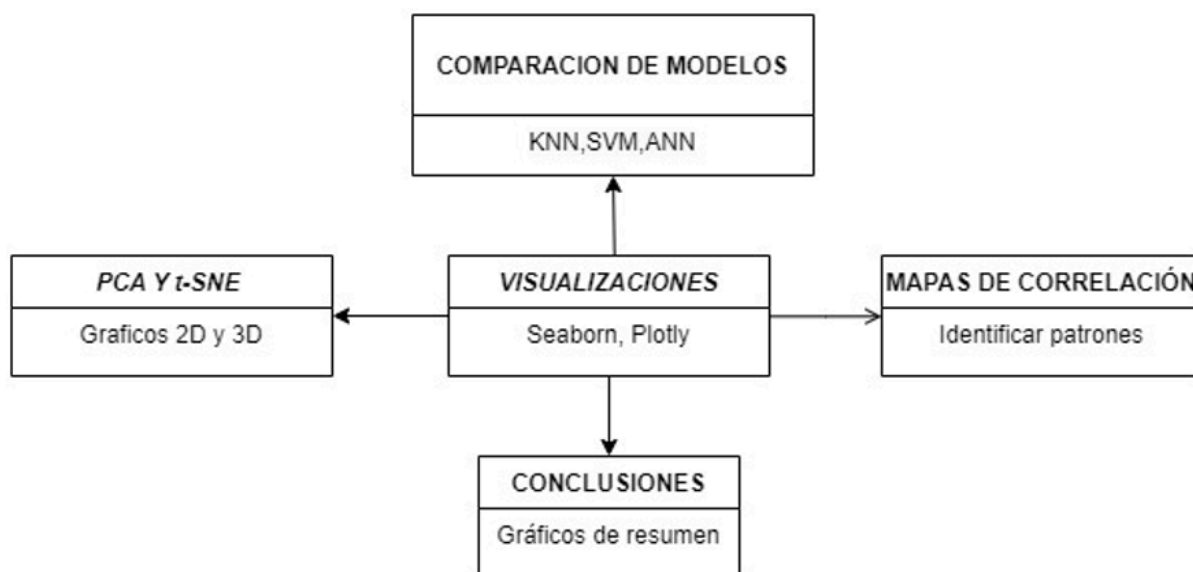 COMPARACION DE MODELOS
KNN,SVM,ANN
PCA Y t-SNE
Graficos 2D y 3D
VISUALIZACIONES
Seaborn, Plotly
MAPAS DE CORRELACIÓN
Identificar patrones
CONCLUSIONES
Gráficos de resumen